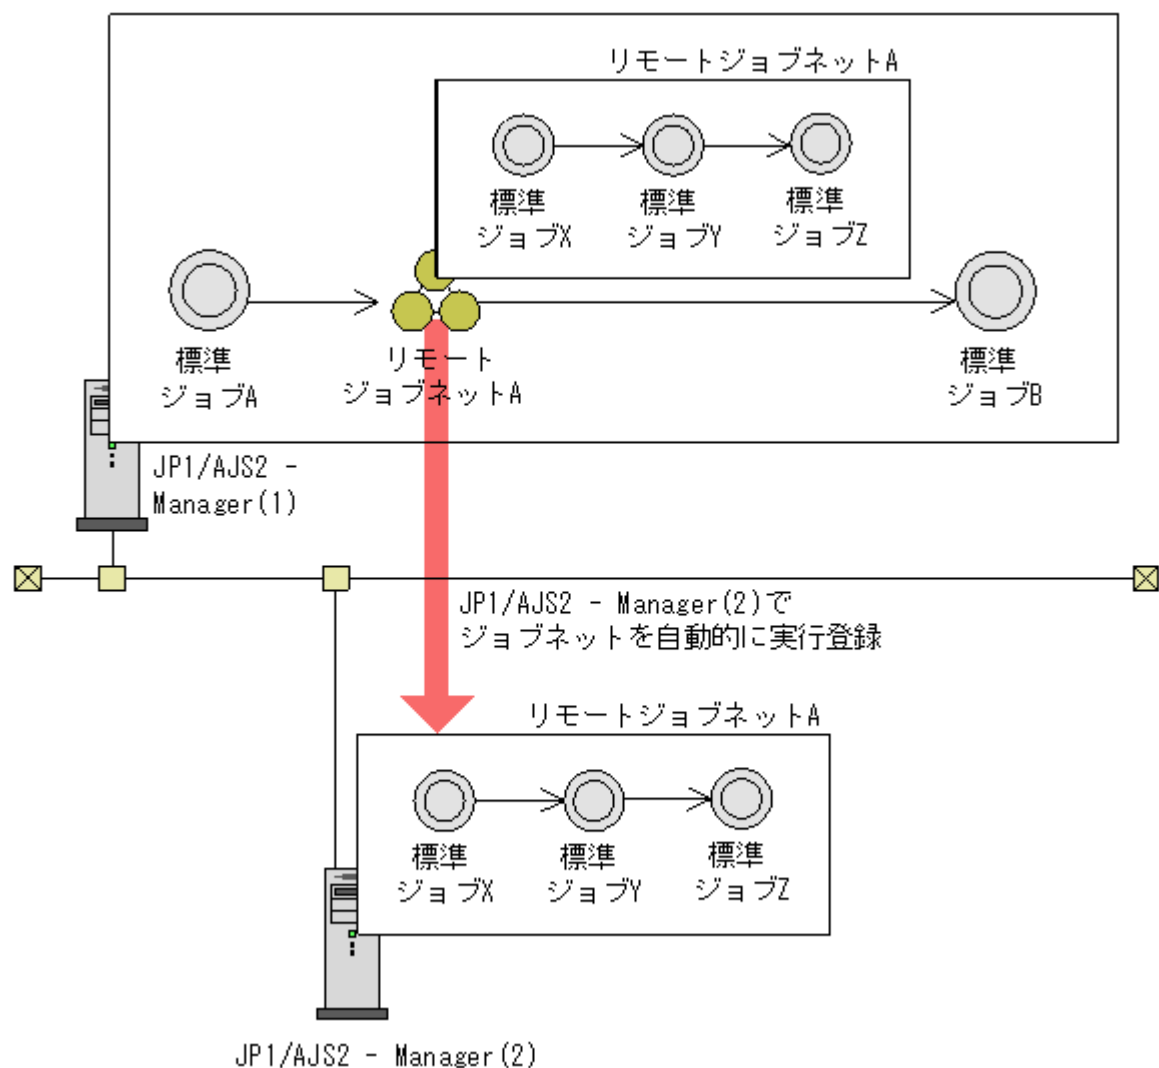 リモートジョブネットA
標準 標準 標準
ジョブX ジョブY ジョブZ
標準 リモート 標準
ジョブA ジョブネットA ジョブB
JP1/AJS2 -
Manager(1)
JP1/AJS2 - Manager(2)で
ジョブネットを自動的に実行登録
リモートジョブネットA
標準 標準 標準
ジョブX ジョブY ジョブZ
JP1/AJS2 - Manager(2)